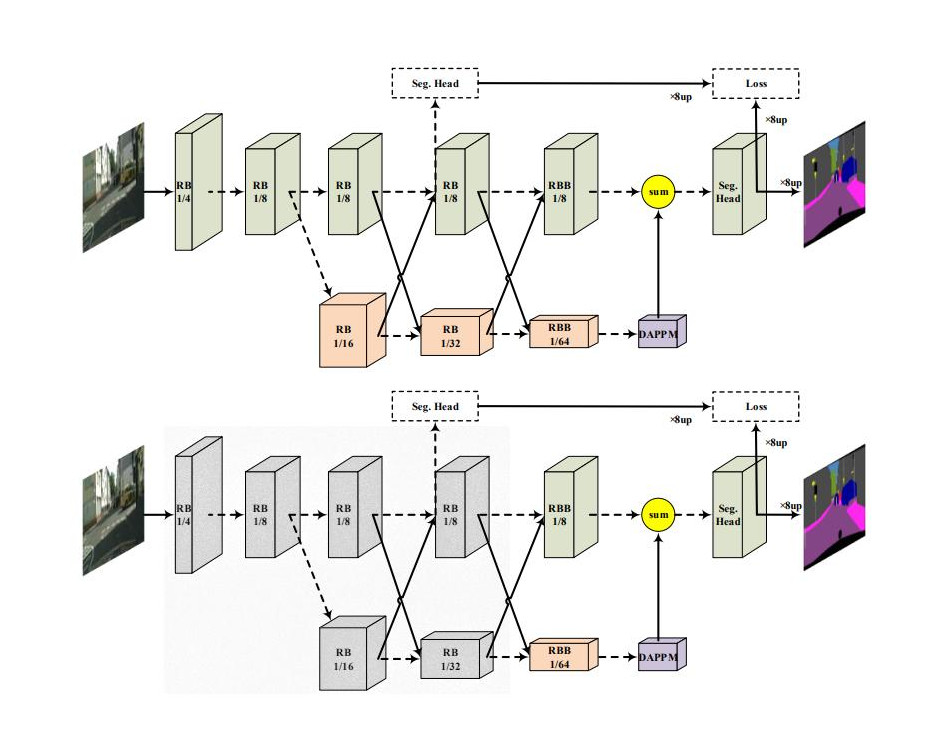 Seg. Head
Loss
×8up
×8up
RB
1/4
RB
1/8
RB
1/8
RB
1/8
RBB
1/8
sum
Seg.
Head
×8up
RB
1/16
RB
1/32
RBB
1/64
DAPPM
Seg. Head
Loss
×8up
×8up
RB
1/4
RB
1/8
RB
1/8
RB
1/8
RBB
1/8
sum
Seg.
Head
×8up
RB
1/16
RB
1/32
RBB
1/64
DAPPM